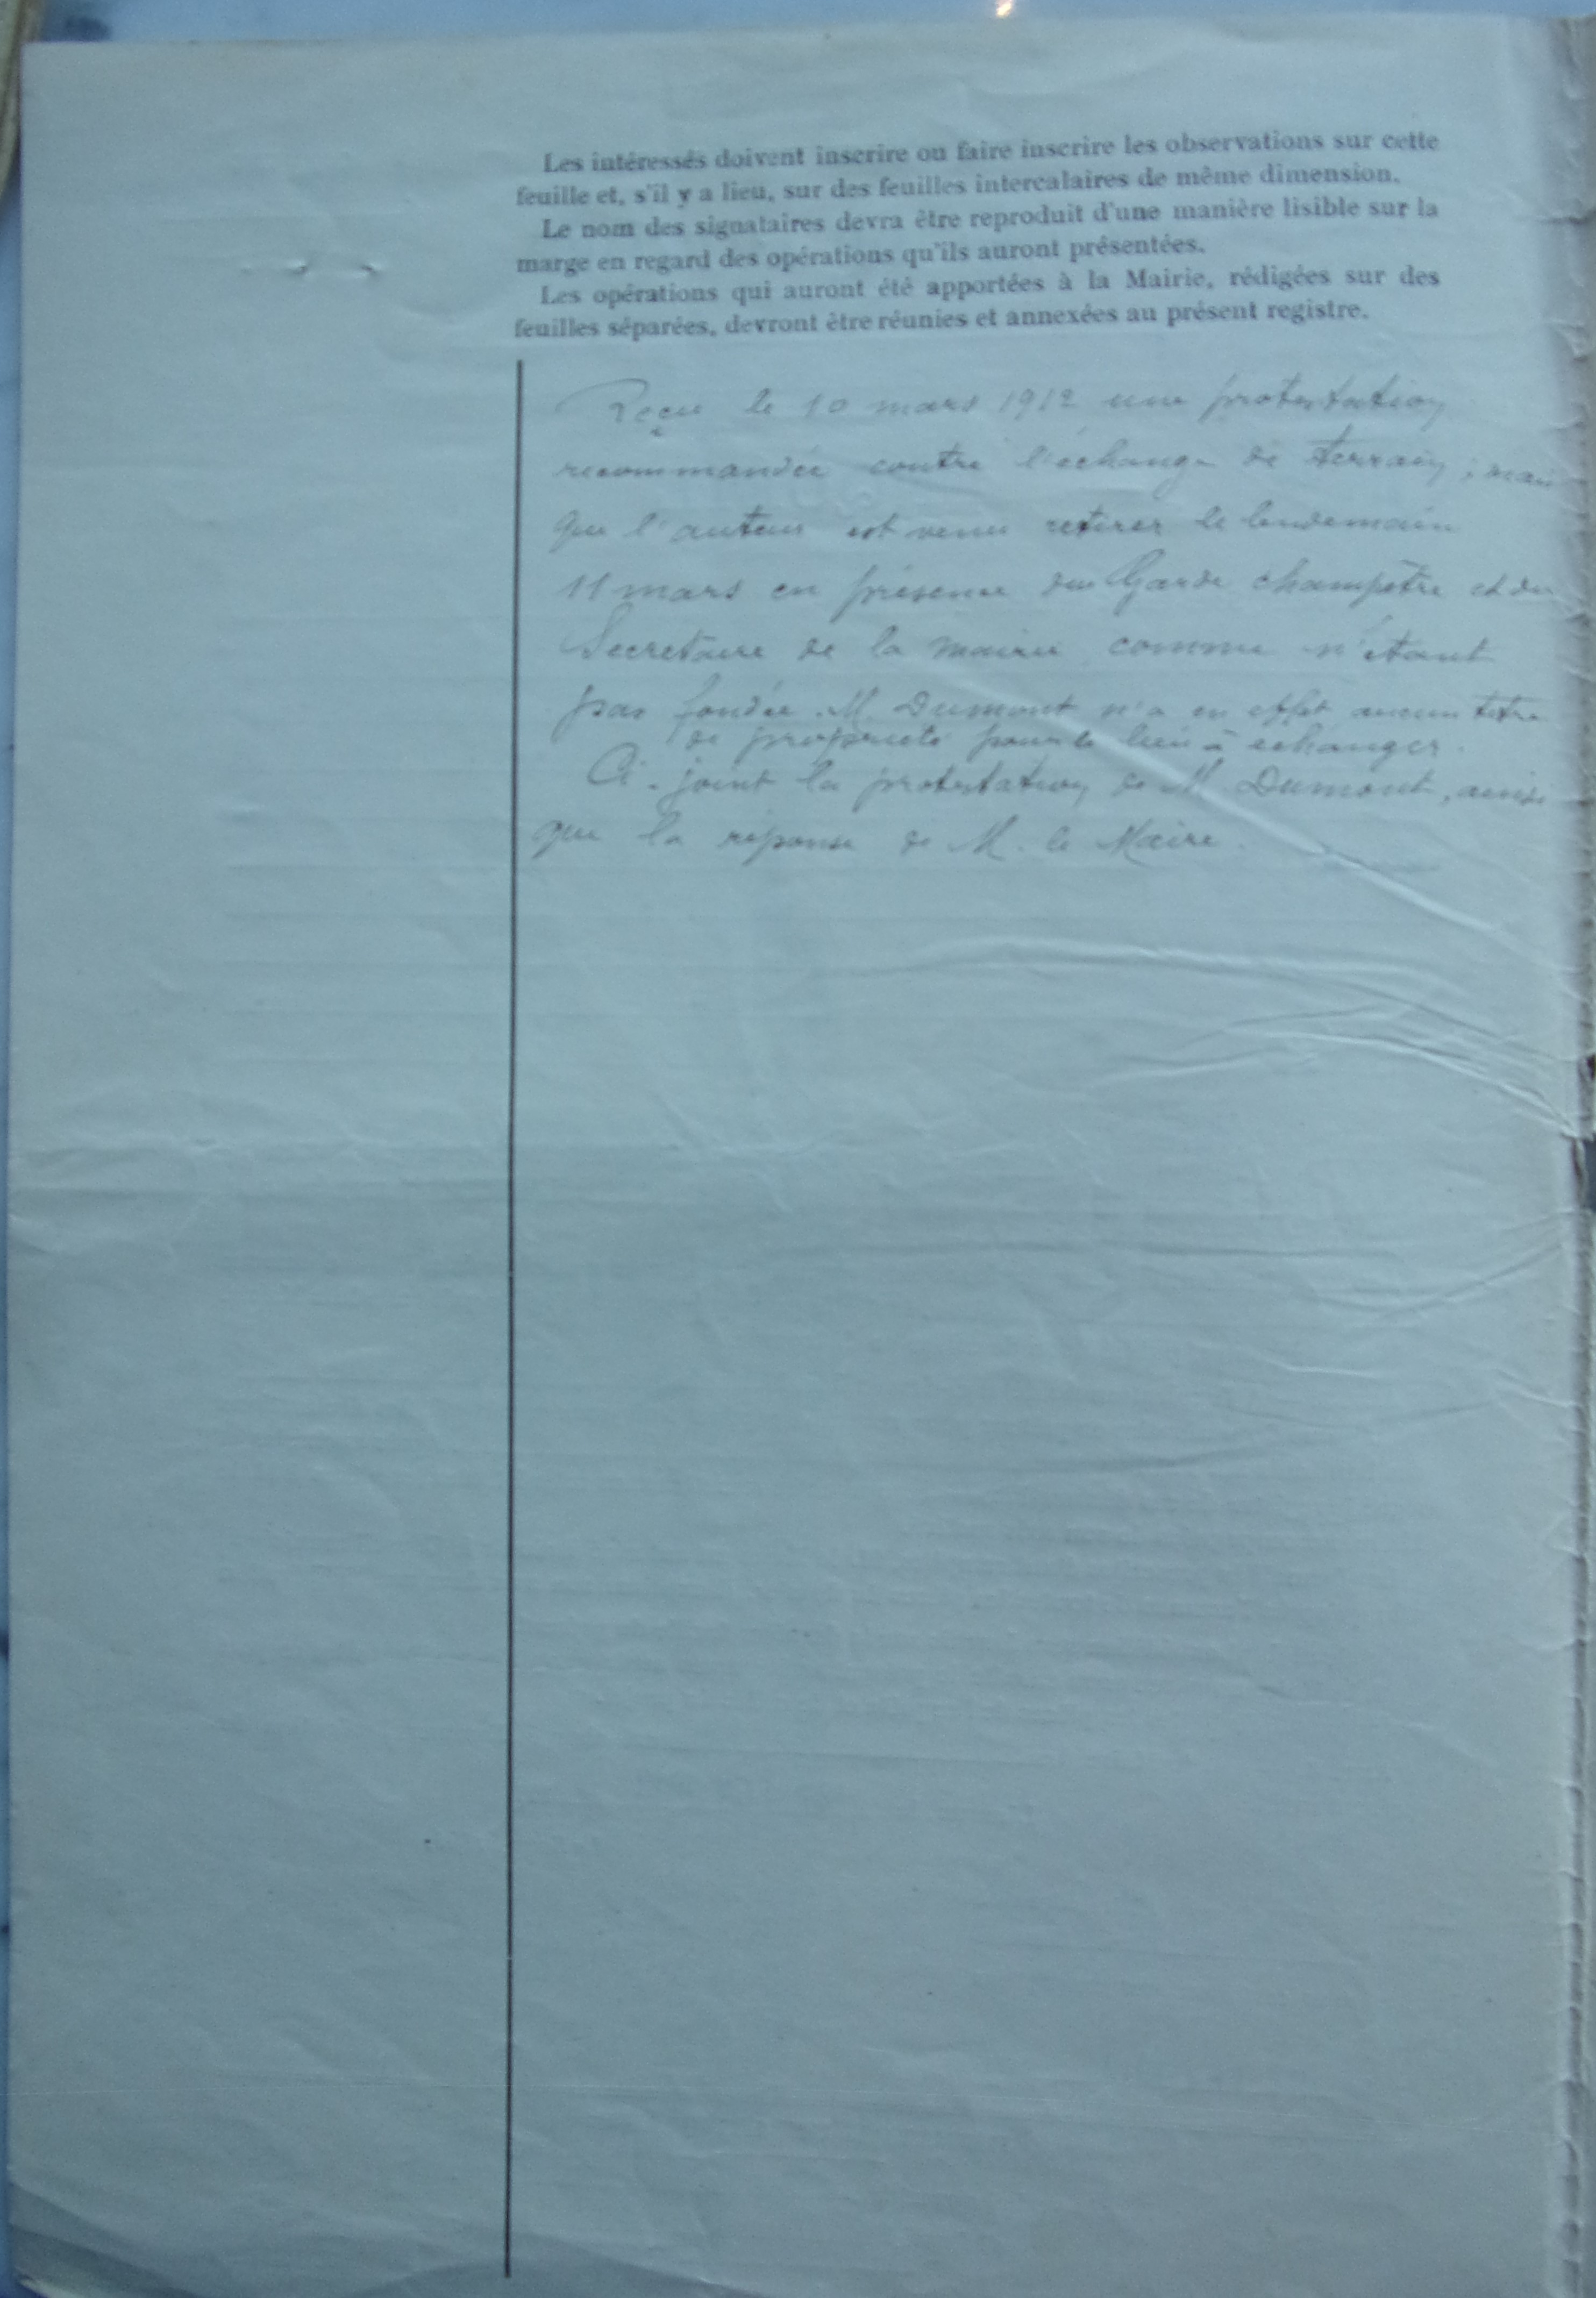 Les intéressés doivent inscrire ou faire inscrire les observations sur cette
feuille et, s'il y a lieu, sur des feuilles intercalaires de même dimension.
Le nom des signataires devra être reproduit d'une manière lisible sur la
marge en regard des opérations qu'ils auront présentées.
Les opérations qui auront été apportées à la Mairie, rédigées sur des
feuilles séparées, devront être réunies et annexées au présent registre.
Reçu le 10 mars 1912 une protestation
recommandée contre l'échange de terrain ; mais
que l'auteur est venu retirer le lendemain
11 mars en présence du Garde champêtre et du
Secrétaire de la mairie comme n'étant
pas fondée. M. Dumont n'a en effet aucun titre
de propriété pour le bien à échanger.
Ci-joint la protestation de M. Dumont, ainsi
que la réponse de M. le Maire.